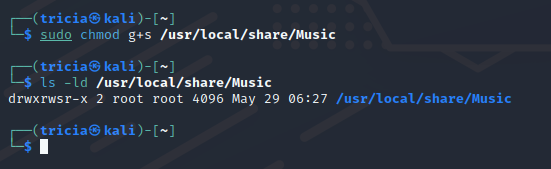 ┌──(tricia㉿kali)-[~]
└─$ sudo chmod g+s /usr/local/share/Music
┌──(tricia㉿kali)-[~]
└─$ ls -ld /usr/local/share/Music
drwxrwsr-x 2 root root 4096 May 29 06:27 /usr/local/share/Music
┌──(tricia㉿kali)-[~]
└─$